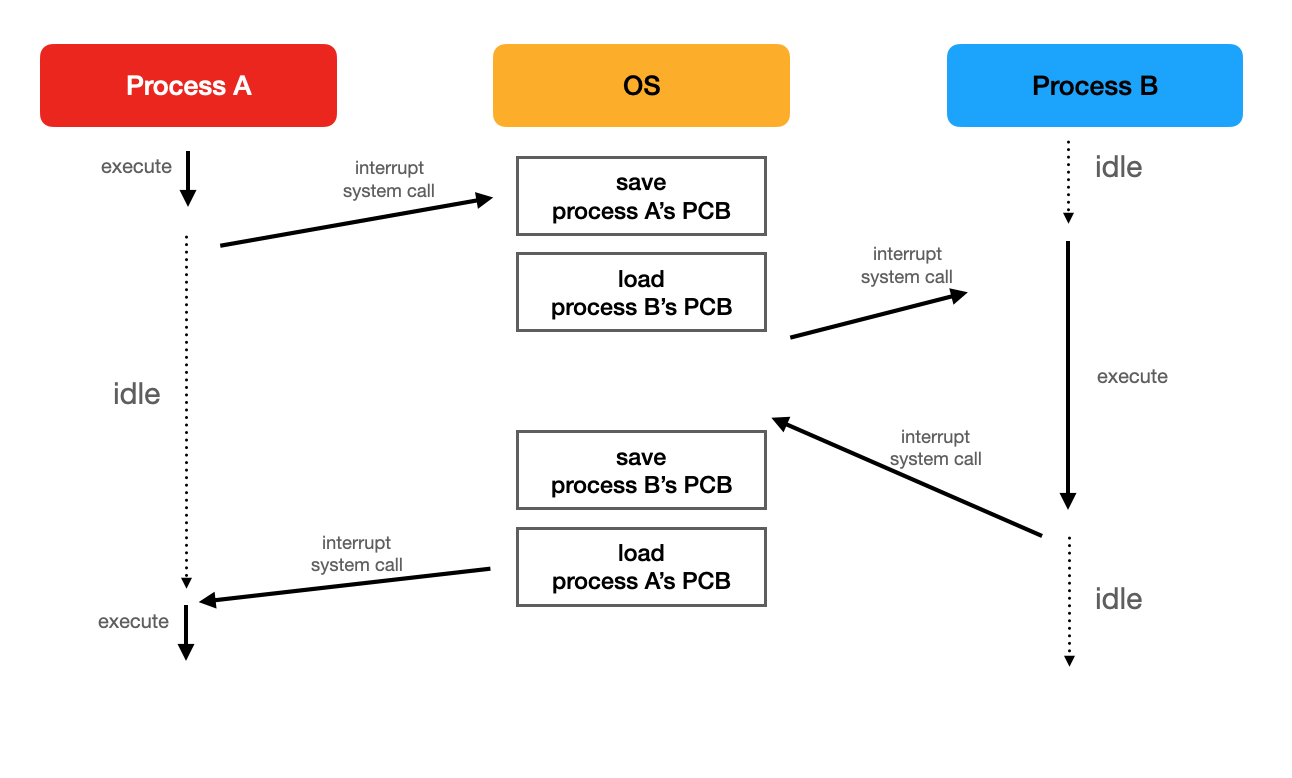 Process A
OS
Process B
execute
interrupt
system call
save
process A's PCB
idle
load
process B's PCB
interrupt
system call
idle
execute
interrupt
system call
save
process B's PCB
interrupt
system call
load
process A's PCB
idle
execute